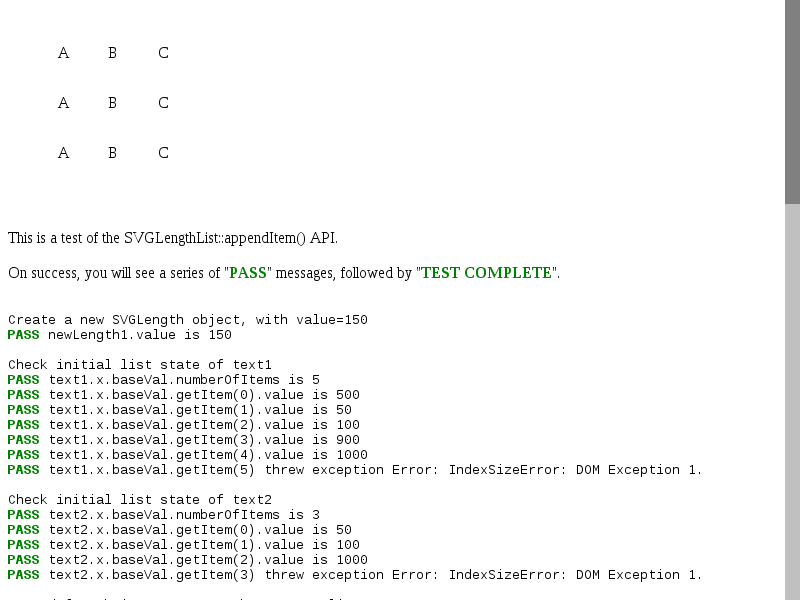 A B C
A B C
A B C
This is a test of the SVGLengthList::appendItem() API.
On success, you will see a series of "PASS" messages, followed by "TEST COMPLETE".
Create a new SVGLength object, with value=150
PASS newLength1.value is 150
Check initial list state of text1
PASS text1.x.baseVal.numberOfItems is 5
PASS text1.x.baseVal.getItem(0).value is 500
PASS text1.x.baseVal.getItem(1).value is 50
PASS text1.x.baseVal.getItem(2).value is 100
PASS text1.x.baseVal.getItem(3).value is 900
PASS text1.x.baseVal.getItem(4).value is 1000
PASS text1.x.baseVal.getItem(5) threw exception Error: IndexSizeError: DOM Exception 1.
Check initial list state of text2
PASS text2.x.baseVal.numberOfItems is 3
PASS text2.x.baseVal.getItem(0).value is 50
PASS text2.x.baseVal.getItem(1).value is 100
PASS text2.x.baseVal.getItem(2).value is 1000
PASS text2.x.baseVal.getItem(3) threw exception Error: IndexSizeError: DOM Exception 1.